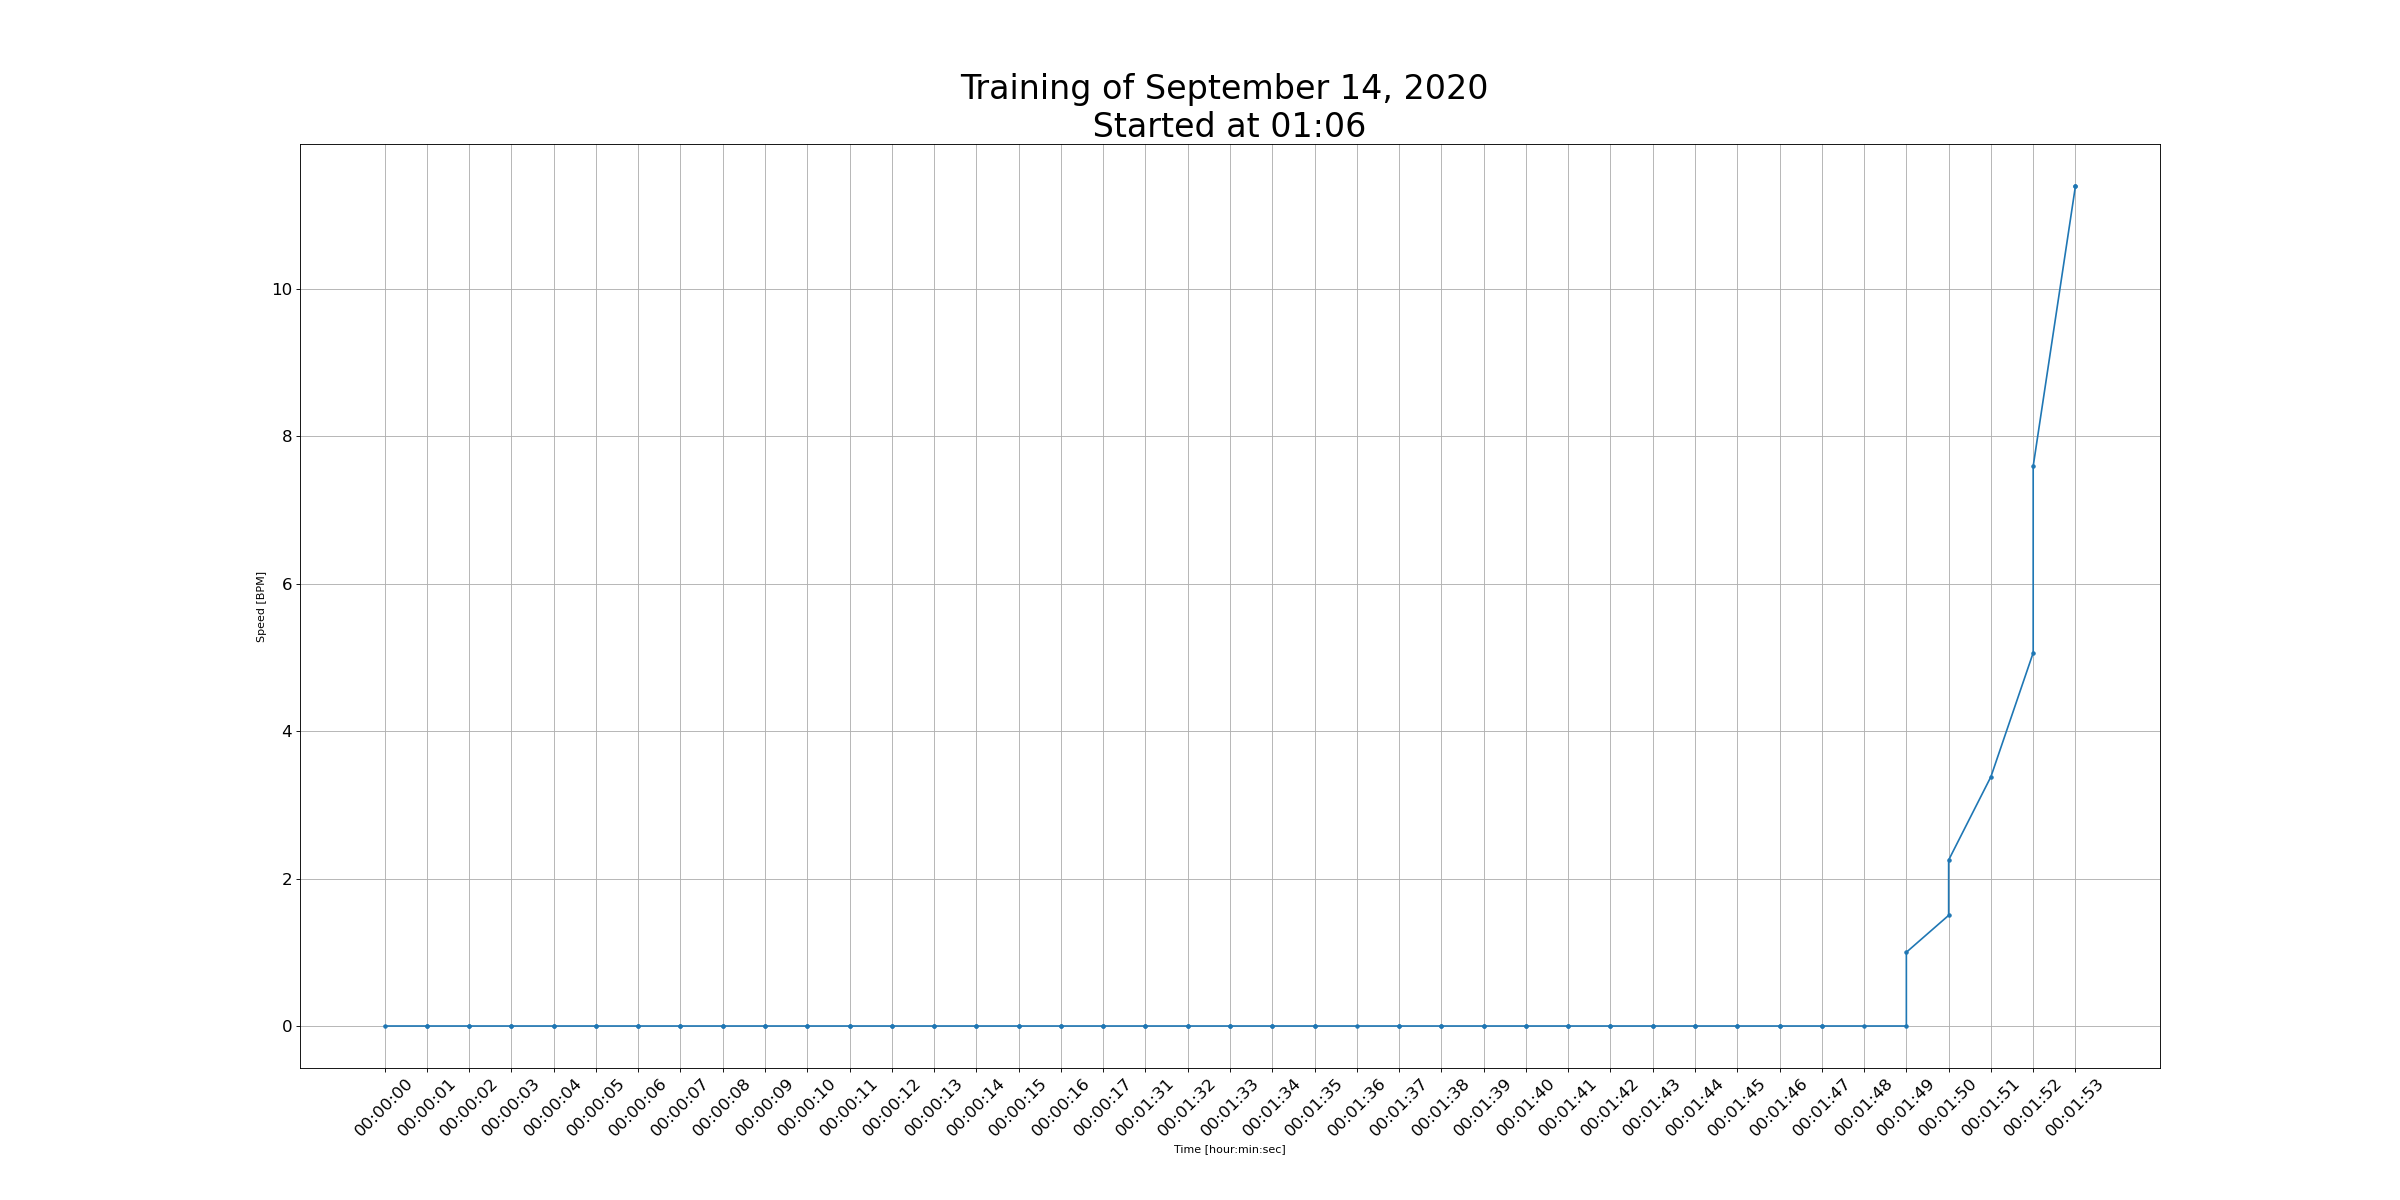 Training of September 14, 2020
Started at 01:06
10
8
6
4
2
0
Speed [BPM]
00:00:00 00:00:01 00:00:02 00:00:03 00:00:04 00:00:05 00:00:06 00:00:07 00:00:08 00:00:09 00:00:10 00:00:11 00:00:12 00:00:13 00:00:14 00:00:15 00:00:16 00:00:17 00:01:31 00:01:32 00:01:33 00:01:34 00:01:35 00:01:36 00:01:37 00:01:38 00:01:39 00:01:40 00:01:41 00:01:42 00:01:43 00:01:44 00:01:45 00:01:46 00:01:47 00:01:48 00:01:49 00:01:50 00:01:51 00:01:52 00:01:53
Time [hour:min:sec]